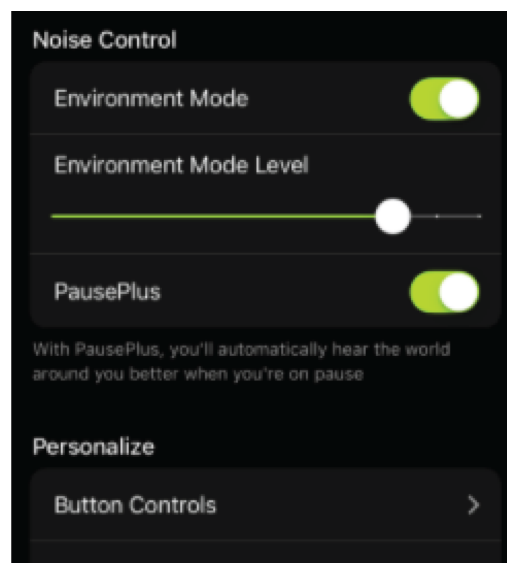 Noise Control
Environment Mode
Environment Mode Level
PausePlus
With PausePlus, you'll automatically hear the world
around you better when you're on pause
Personalize
Button Controls